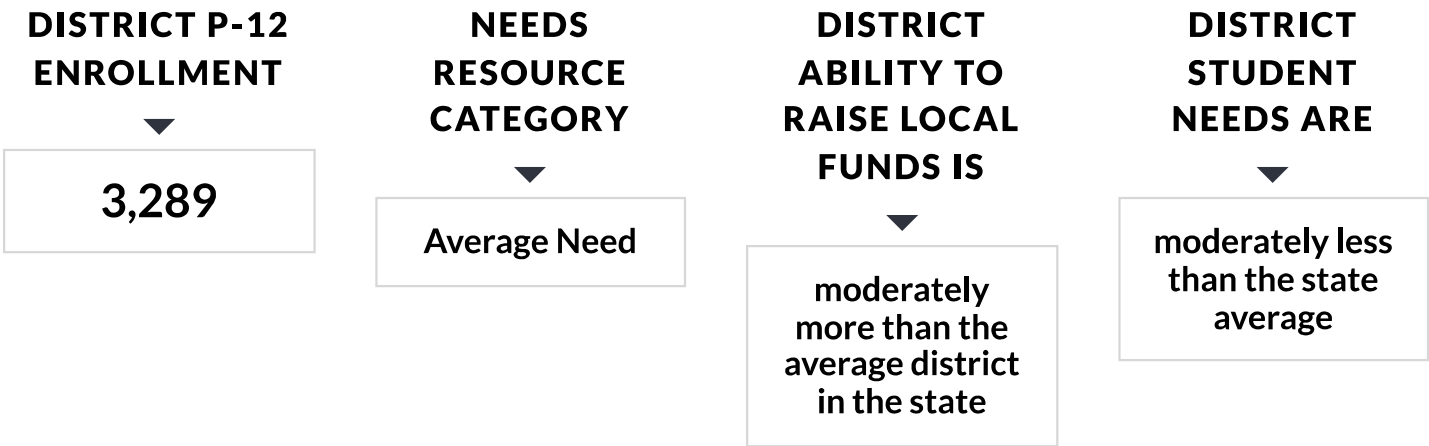 DISTRICT P-12
ENROLLMENT
3,289
NEEDS
RESOURCE
CATEGORY
Average Need
DISTRICT
ABILITY TO
RAISE LOCAL
FUNDS IS
moderately
more than the
average district
in the state
DISTRICT
STUDENT
NEEDS ARE
moderately less
than the state
average